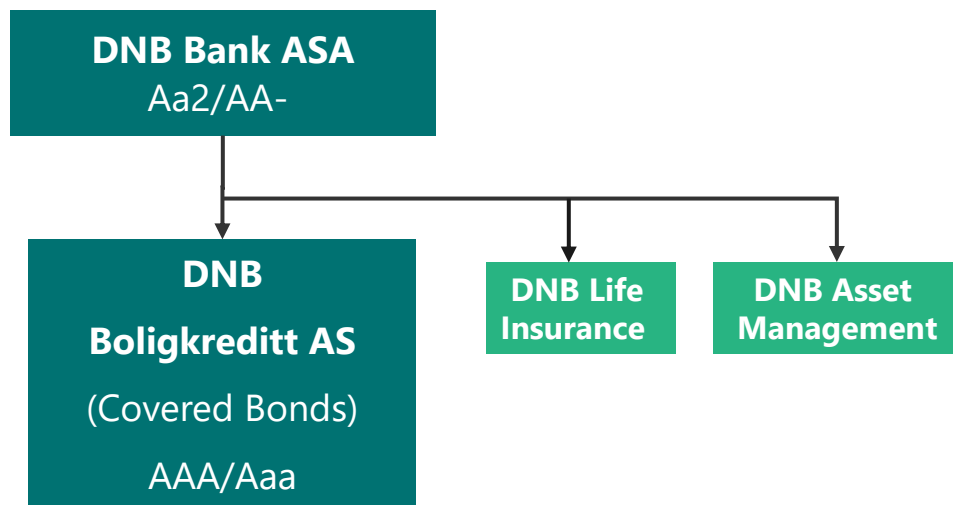 DNB Bank ASA
Aa2/AA-
DNB
Boligkreditt AS
(Covered Bonds)
AAA/Aaa
DNB Life
Insurance
DNB Asset
Management